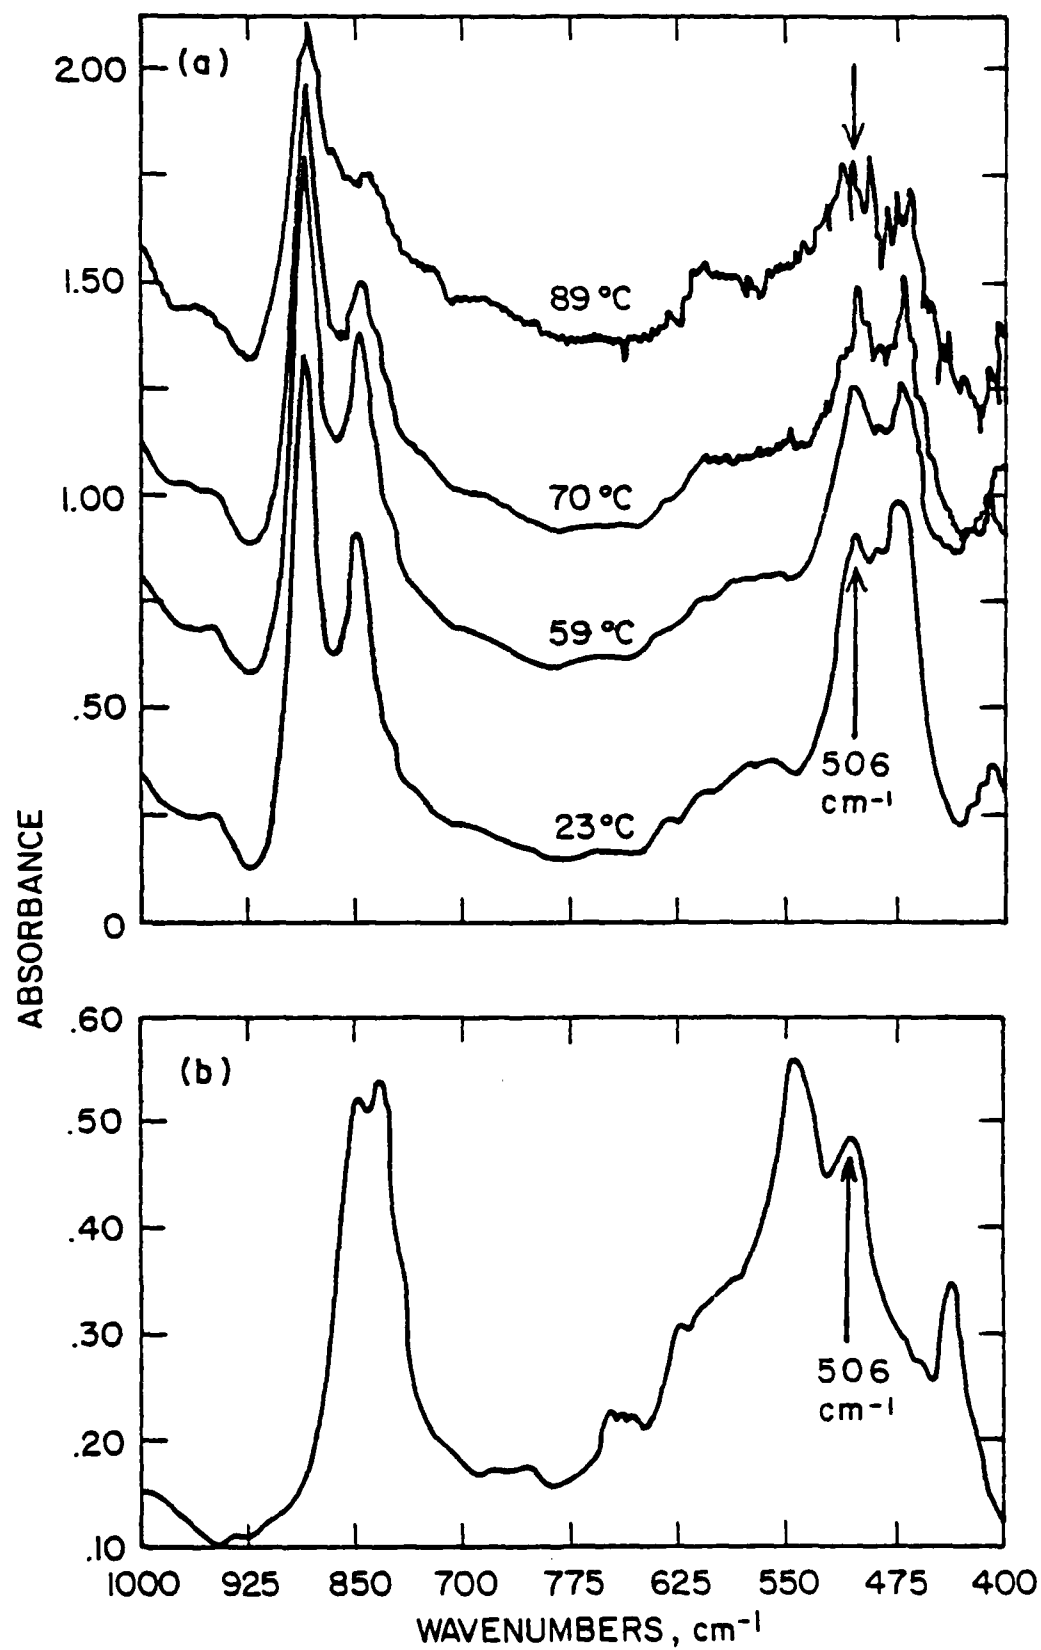 (a)
2.00
1.50
1.00
.50
0
89 °C
70 °C
59 °C
23°C
506
cm-1
ABSORBANCE
(b)
.60
.50
.40
.30
.20
.10
506
cm-1
1000 925 850 700 775 625 550 475 400
WAVENUMBERS, cm-1